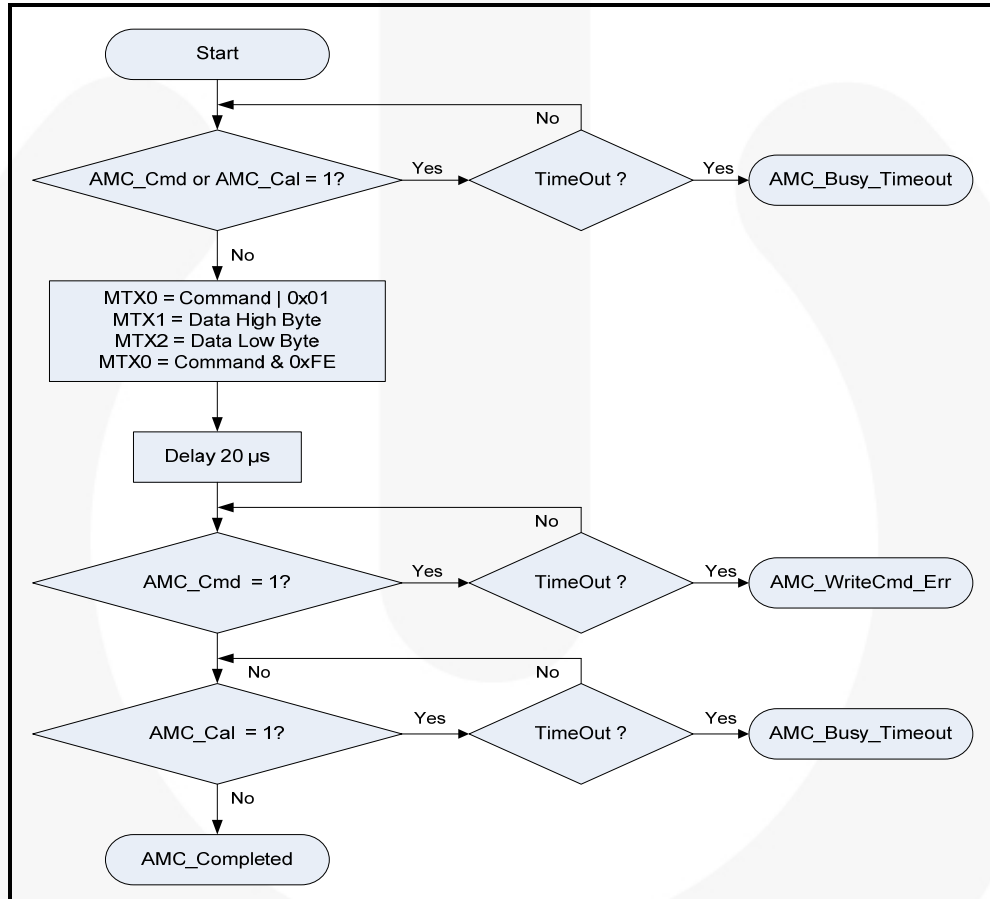 Start
No
AMC_Cmd or AMC_Cal = 1?
Yes
TimeOut ?
Yes
AMC_Busy_Timeout
No
MTX0 = Command | 0x01
MTX1 = Data High Byte
MTX2 = Data Low Byte
MTX0 = Command & 0xFE
Delay 20 µs
No
AMC_Cmd = 1?
Yes
TimeOut ?
Yes
AMC_WriteCmd_Err
No
No
AMC_Cal = 1?
Yes
TimeOut ?
Yes
AMC_Busy_Timeout
No
AMC_Completed